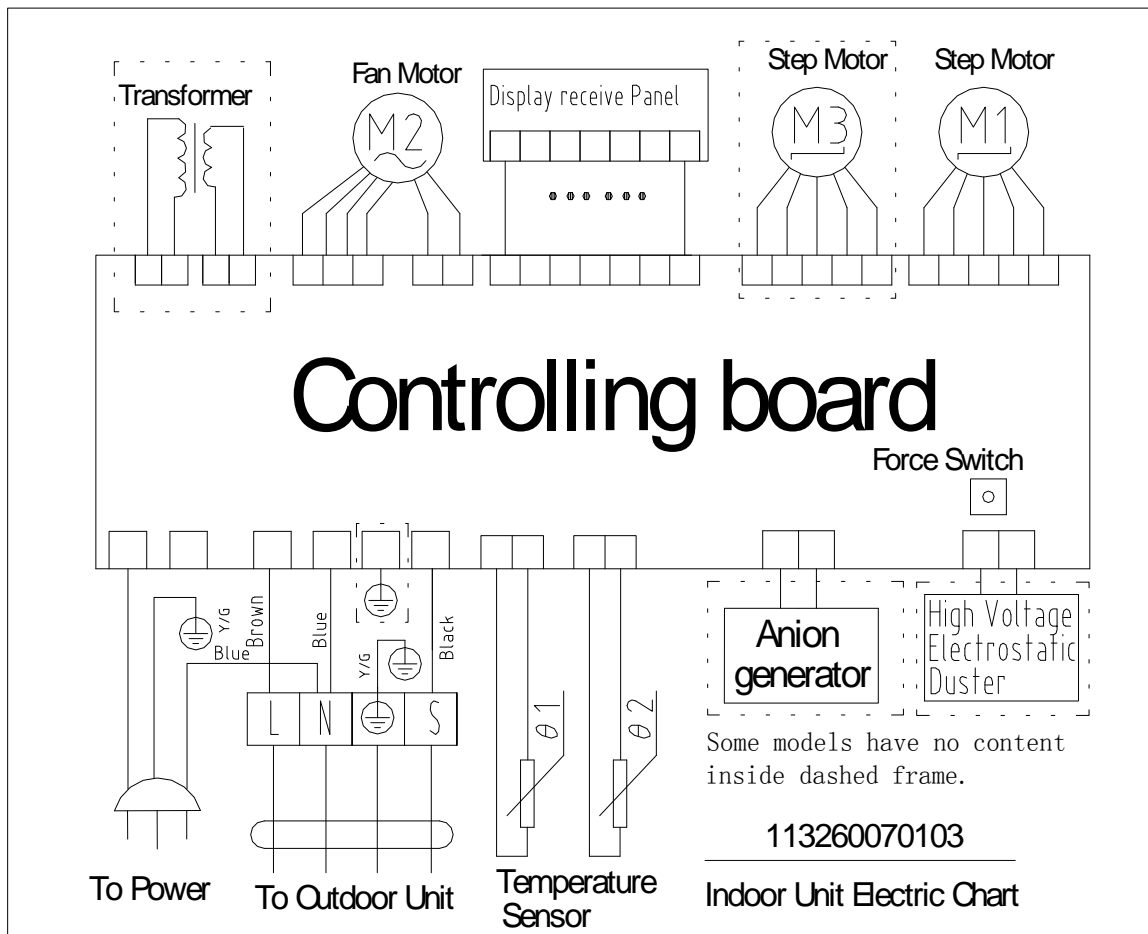 Transformer
Fan Motor
Display receive Panel
Step Motor
Step Motor
M2
M3
M1
Controlling board
Force Switch
Y/G
Brown
Blue
Blue
Y/G
Black
L
N
S
θ1
θ2
Anion
generator
High Voltage
Electrostatic
Duster
Some models have no content
inside dashed frame.
To Power
To Outdoor Unit
Temperature
Sensor
113260070103
Indoor Unit Electric Chart